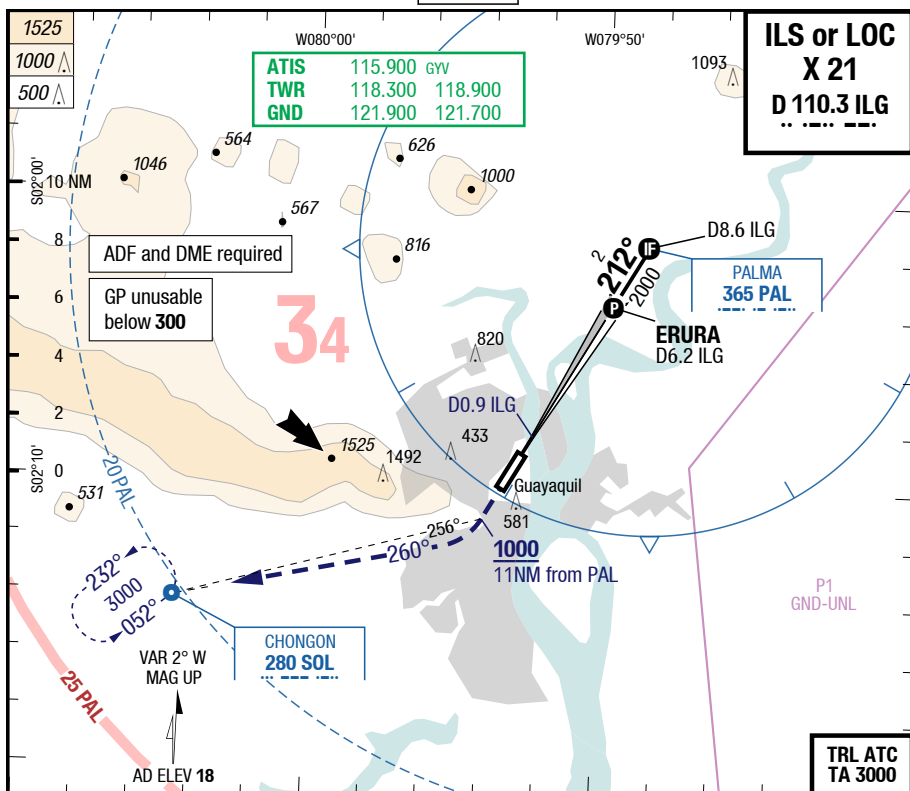 1525
1000
500
W080°00'
W079°50'
ATIS 115.900 GYV
TWR 118.300 118.900
GND 121.900 121.700
1093
ILS or LOC
X 21
D 110.3 ILG
564
626
1046
1000
S02°00'
10 NM
567
816
8
ADF and DME required
6
GP unusable
below 300
34
D8.6 ILG
IF
2
212°
2000
PALMA
365 PAL
P
ERURA
D6.2 ILG
820
4
2
D0.9 ILG
433
1525
1492
S02°10'
0
531
20 PAL
Guayaquil
581
256°
260°
1000
11NM from PAL
232°
3000
052°
P1
GND-UNL
CHONGON
280 SOL
VAR 2° W
MAG UP
25 PAL
AD ELEV 18
TRL ATC
TA 3000